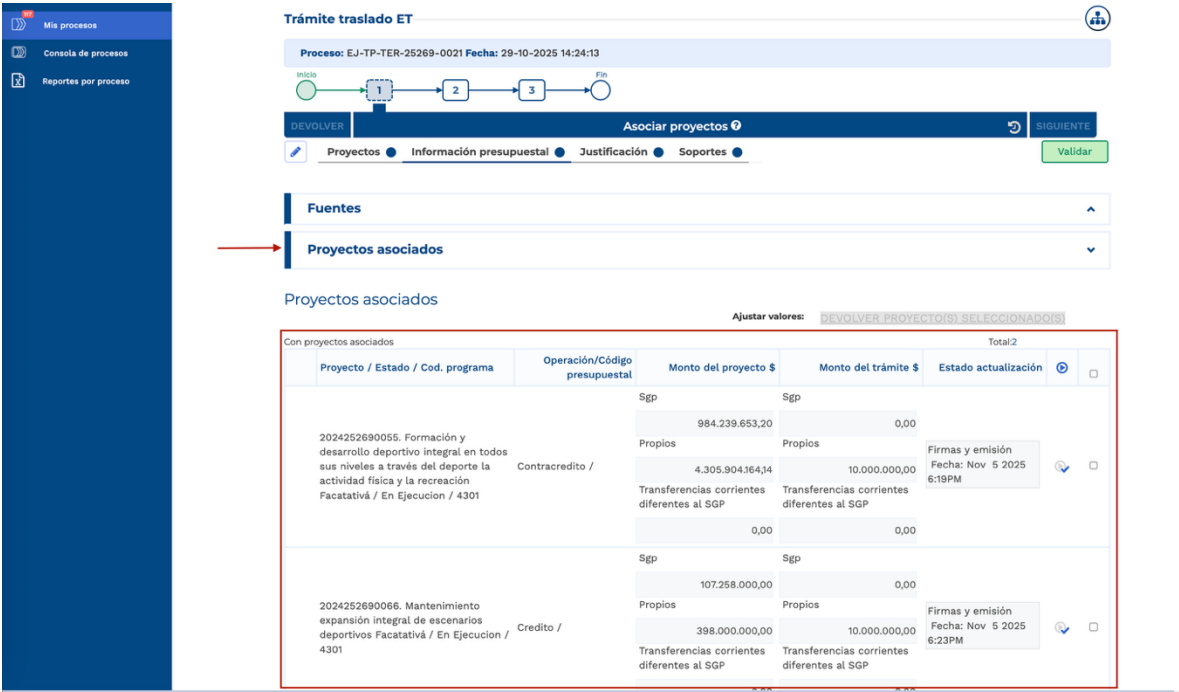 117
Mis procesos
Consola de procesos
Reportes por proceso
Trámite traslado ET
Proceso: EJ-TP-TER-25269-0021 Fecha: 29-10-2025 14:24:13
Inicio
1
2
3
Fin
DEVOLVER
Asociar proyectos
SIGUIENTE
Proyectos
Información presupuestal
Justificación
Soportes
Validar
Fuentes
Proyectos asociados
Proyectos asociados
Ajustar valores: DEVOLVER PROYECTO(S) SELECCIONADO(S)
Con proyectos asociados
Total:2
Proyecto / Estado / Cod. programa
Operación/Código
presupuestal
Monto del proyecto $
Monto del trámite $
Estado actualización
2024252690055. Formación y
desarrollo deportivo integral en todos
sus niveles a través del deporte la
actividad física y la recreación
Facatativá / En Ejecucion / 4301
Contracredito /
Sgp
984.239.653,20
Propios
4.305.904.164,14
Transferencias corrientes
diferentes al SGP
0,00
Sgp
0,00
Propios
10.000.000,00
Transferencias corrientes
diferentes al SGP
0,00
Firmas y emisión
Fecha: Nov 5 2025
6:19PM
2024252690066. Mantenimiento
expansión integral de escenarios
deportivos Facatativá / En Ejecucion /
4301
Credito /
Sgp
107.258.000,00
Propios
398.000.000,00
Transferencias corrientes
diferentes al SGP
Sgp
0,00
Propios
10.000.000,00
Transferencias corrientes
diferentes al SGP
Firmas y emisión
Fecha: Nov 5 2025
6:23PM